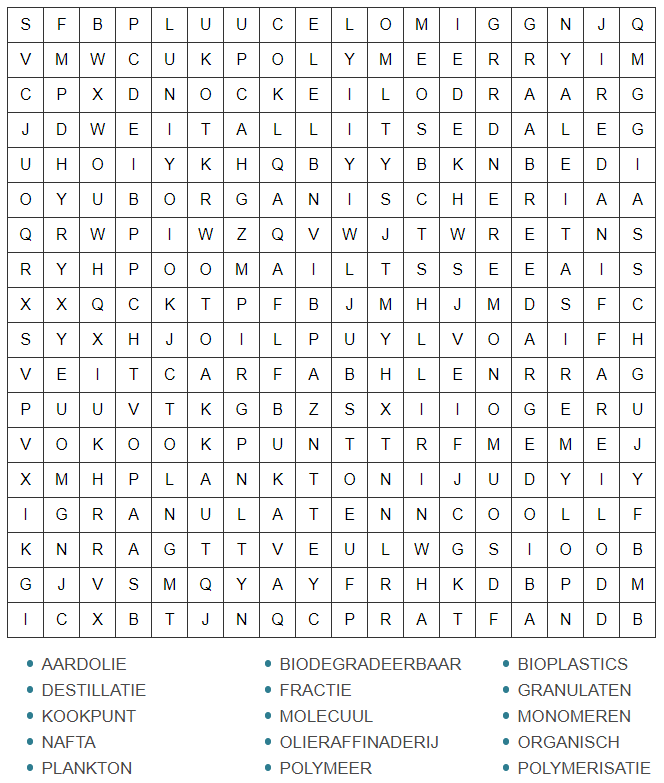 S F B P L U U C E L O M I G G N J Q
V M W C U K P O L Y M E E R R Y I M
C P X D N O C K E I L O D R A A R G
J D W E I T A L L I T S E D A L E G
U H O I Y K H Q B Y Y B K N B E D I
O Y U B O R G A N I S C H E R I A A
Q R W P I W Z Q V W J T W R E T N S
R Y H P O O M A I L T S S E E A I S
X X Q C K T P F B J M H J M D S F C
S Y X H J O I L P U Y L V O A I F H
V E I T C A R F A B H L E N R R A G
P U U V T K G B Z S X I I O G E R U
V O K O O K P U N T T R F M E M E J
X M H P L A N K T O N I J U D Y I Y
I G R A N U L A T E N N C O O L L F
K N R A G T T V E U L W G S I O O B
G J V S M Q Y A Y F R H K D B P D M
I C X B T J N Q C P R A T F A N D B
• AARDOLIE • BIODEGRADEERBAAR • BIOPLASTICS
• DESTILLATIE • FRACTIE • GRANULATEN
• KOOKPUNT • MOLECUUL • MONOMEREN
• NAFTA • OLIERAFFINADERIJ • ORGANISCH
• PLANKTON • POLYMEER • POLYMERISATIE